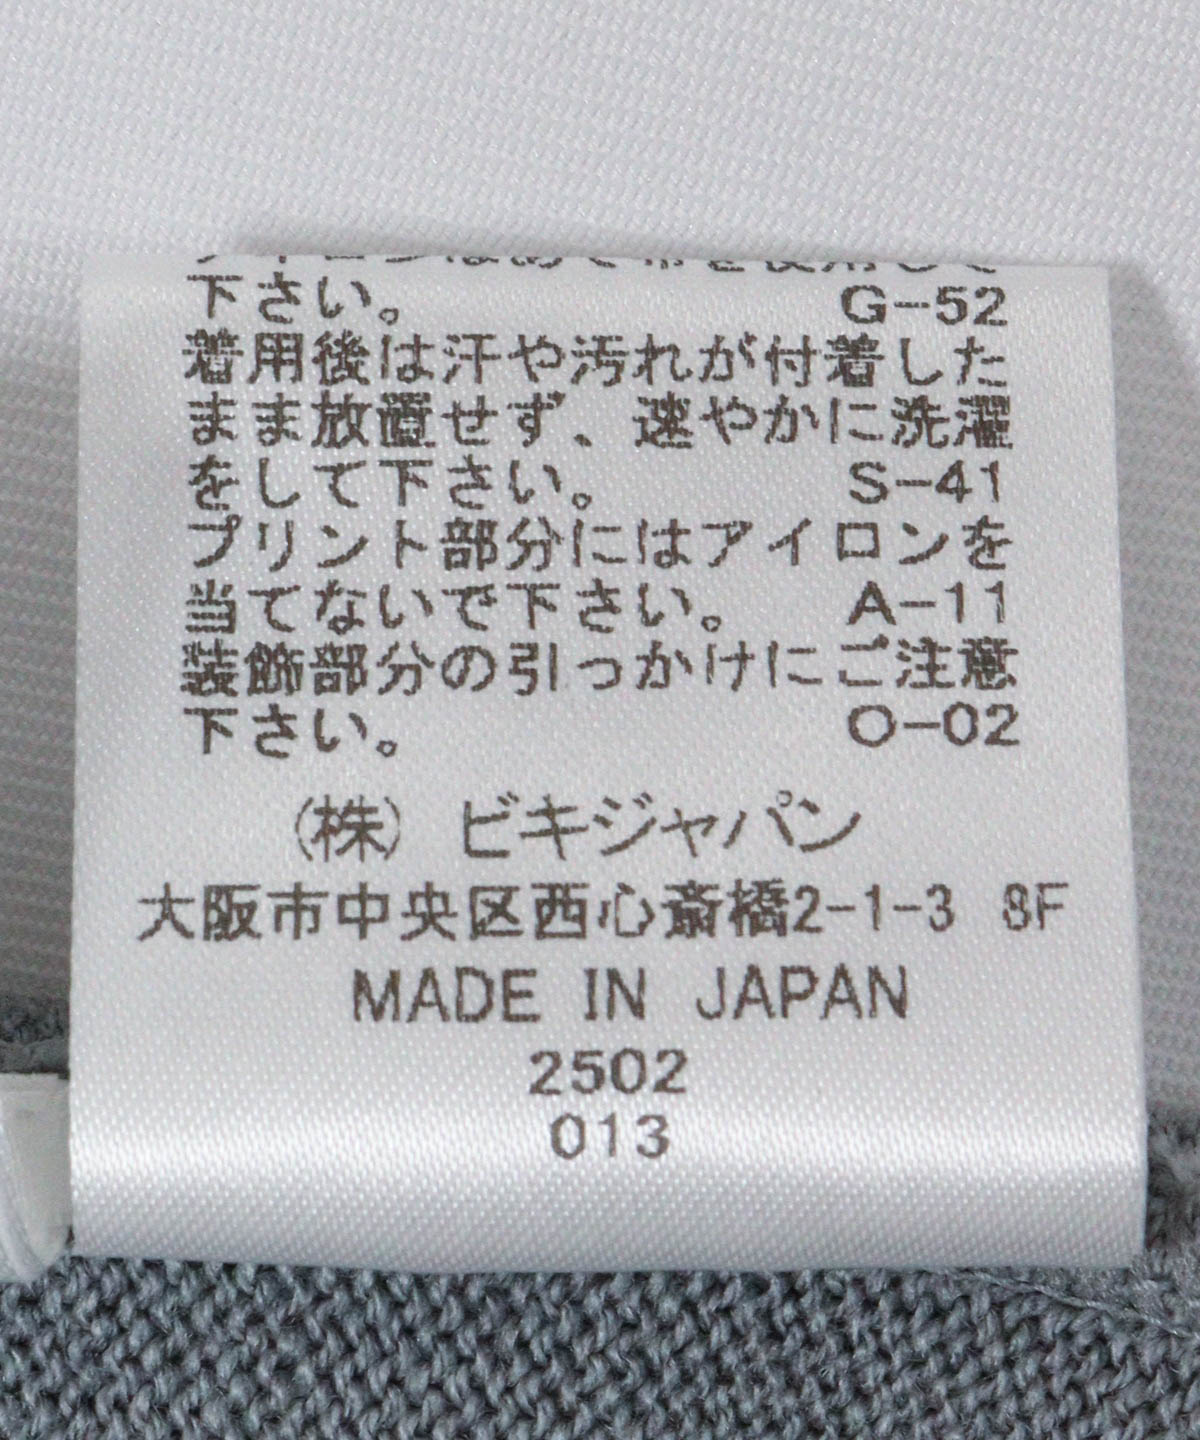 下さい。 G-52
着用後は汗や汚れが付着した
まま放置せず、速やかに洗濯
をして下さい。 S-41
プリント部分にはアイロンを
当てないで下さい。 A-11
装飾部分の引っかけにご注意
下さい。 O-02
(株) ビキジャパン
大阪市中央区西心斎橋2-1-3 8F
MADE IN JAPAN
2502
013